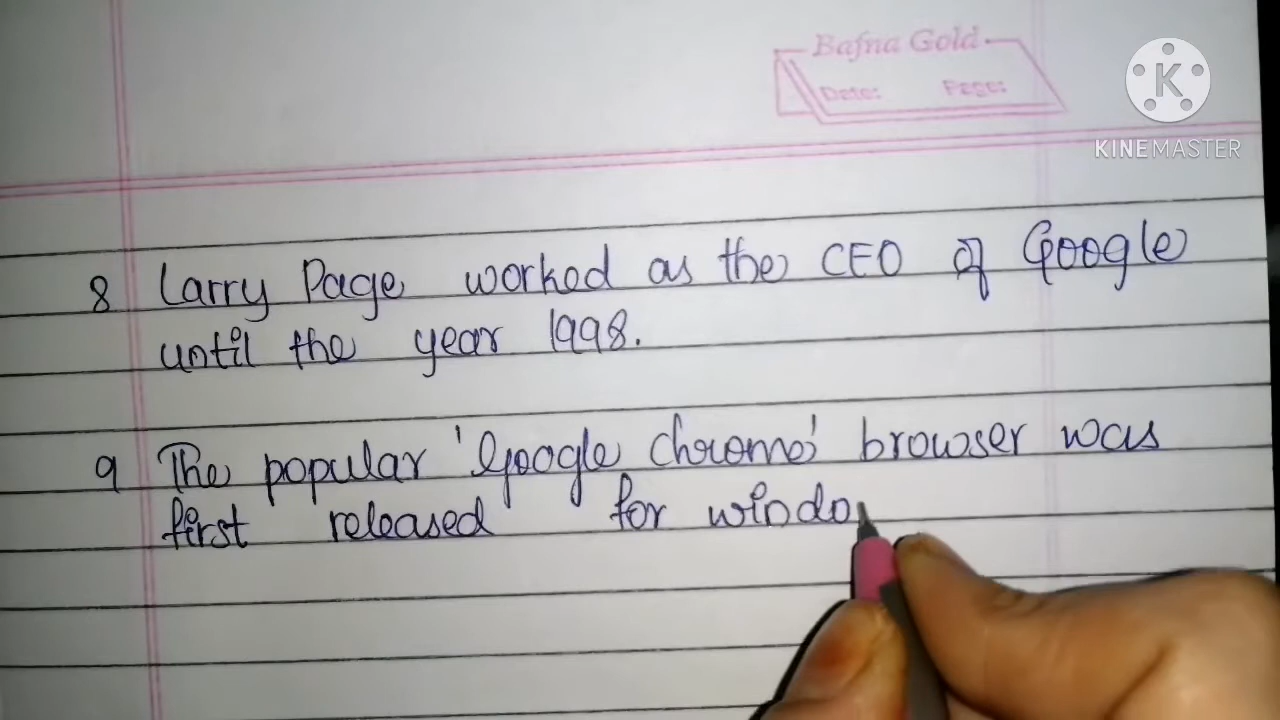 Bafna Gold
Date: Page:
K
KINEMASTER
8 Larry Page worked as the CEO of Google
until the year 1998.
9 The popular 'Google Chrome' browser was
first released for windo